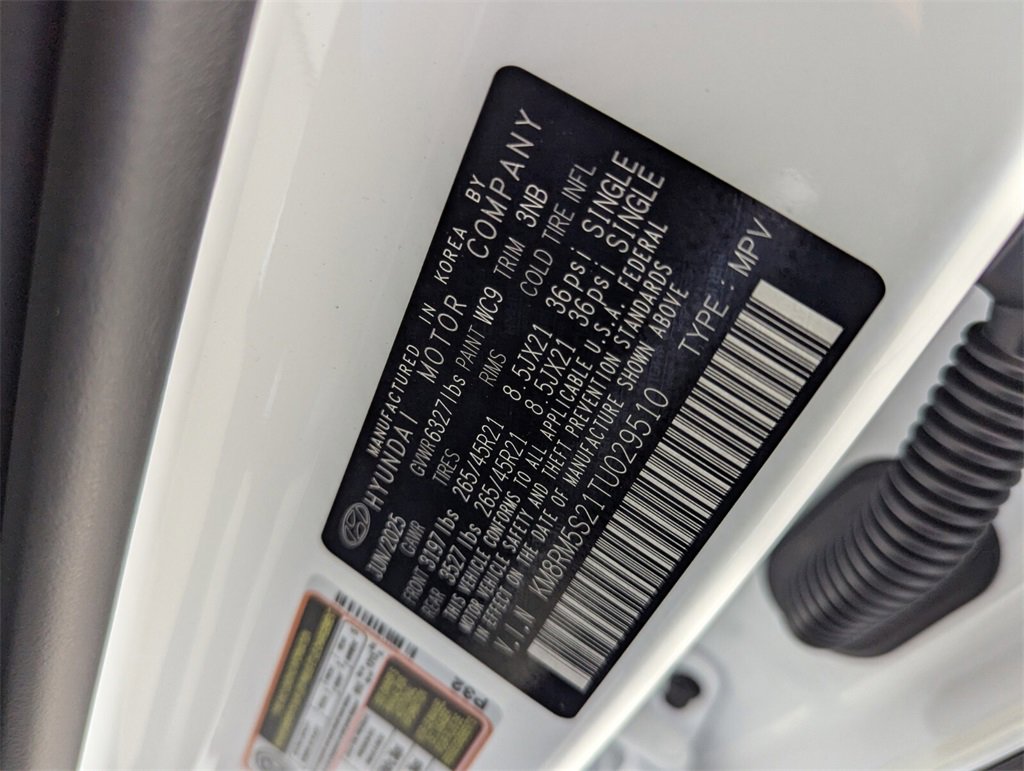 MANUFACTURED IN KOREA BY
HYUNDAI MOTOR COMPANY
JUN/2025 GVWR6327lbs PAINT WC9 TRIM 3NB
GAWR TIRES RIMS COLD TIRE INFL
FRONT 3197lbs 265/45R21 8.5JX21 36psi SINGLE
REAR 3527lbs 265/45R21 8.5JX21 36psi SINGLE
THIS VEHICLE CONFORMS TO ALL APPLICABLE U.S.A. FEDERAL
MOTOR VEHICLE SAFETY AND THEFT PREVENTION STANDARDS
IN EFFECT ON THE DATE OF MANUFACTURE SHOWN ABOVE.
V.I.N KM8RM5S21TU029510 TYPE: MPV
P32